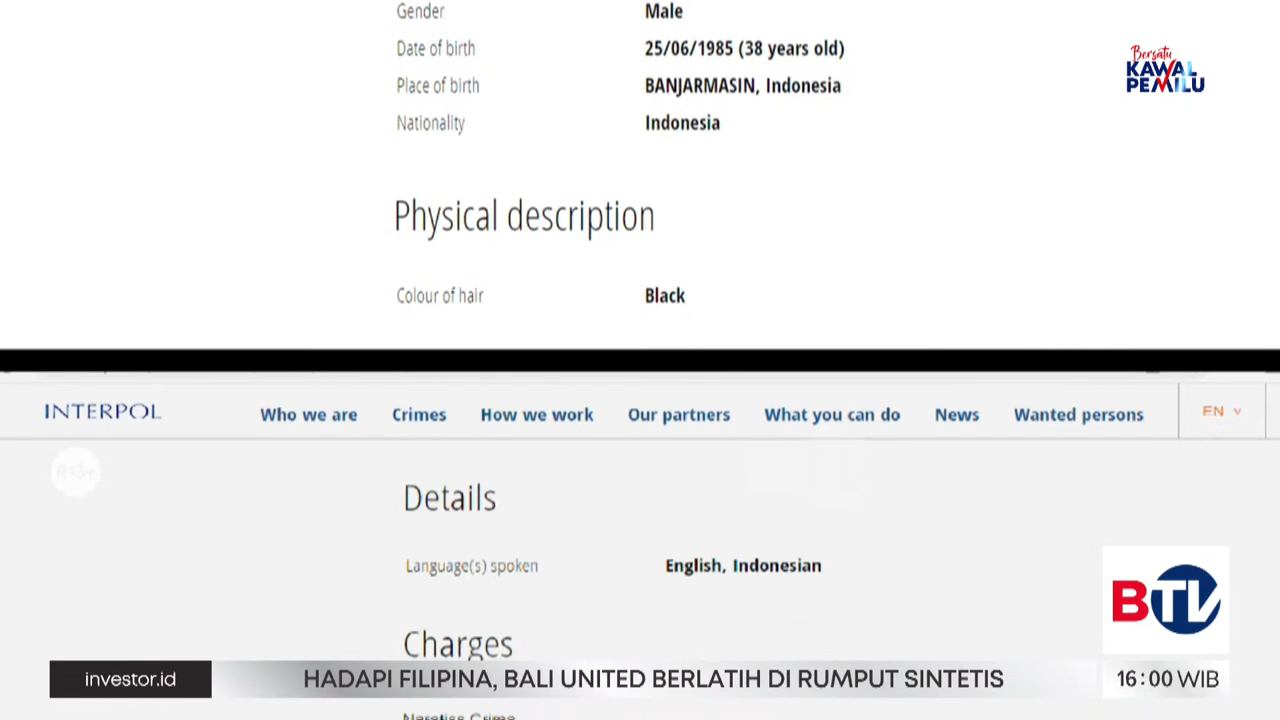 Gender Male
Date of birth 25/06/1985 (38 years old)
Place of birth BANJARMASIN, Indonesia
Nationality Indonesia
Bersatu
KAWAL
PEMILU
Physical description
Colour of hair Black
INTERPOL Who we are Crimes How we work Our partners What you can do News Wanted persons EN
R13+
Details
Language(s) spoken English, Indonesian
BTV
Charges
investor.id HADAPI FILIPINA, BALI UNITED BERLATIH DI RUMPUT SINTETIS 16:00 WIB